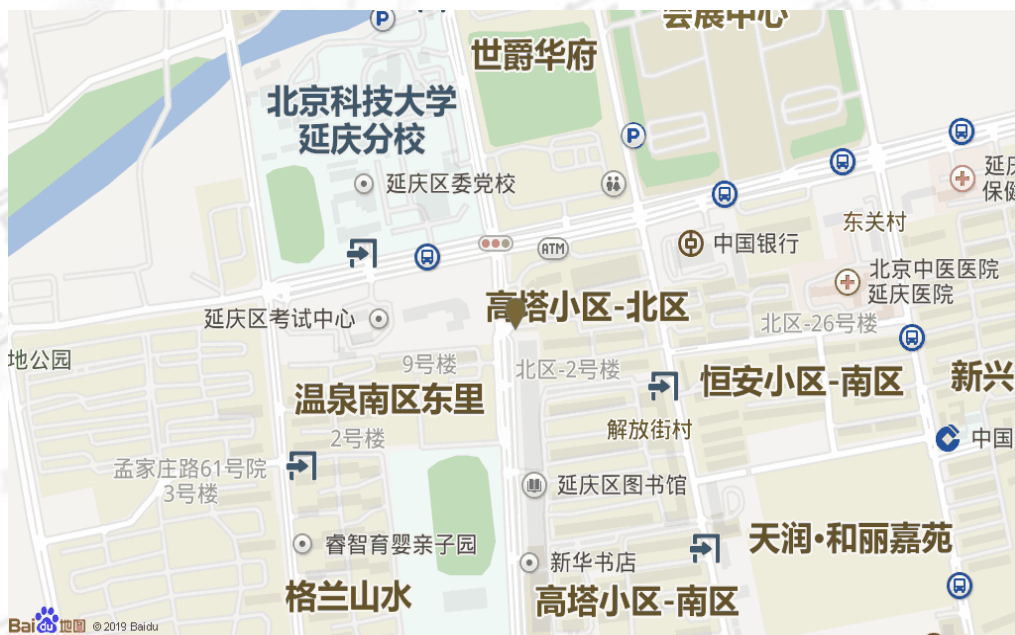 P
会展中心
世爵华府
北京科技大学
延庆分校
P
延庆区委党校
延庆
保健
东关村
ATM
中国银行
北京中医医院
延庆医院
高塔小区-北区
延庆区考试中心
北区-26号楼
地公园
9号楼
北区-2号楼
恒安小区-南区
新兴
温泉南区东里
解放街村
2号楼
中国
孟家庄路61号院
3号楼
延庆区图书馆
睿智育婴亲子园
新华书店
天润·和丽嘉苑
格兰山水
高塔小区-南区
Bai du 地图 © 2019 Baidu